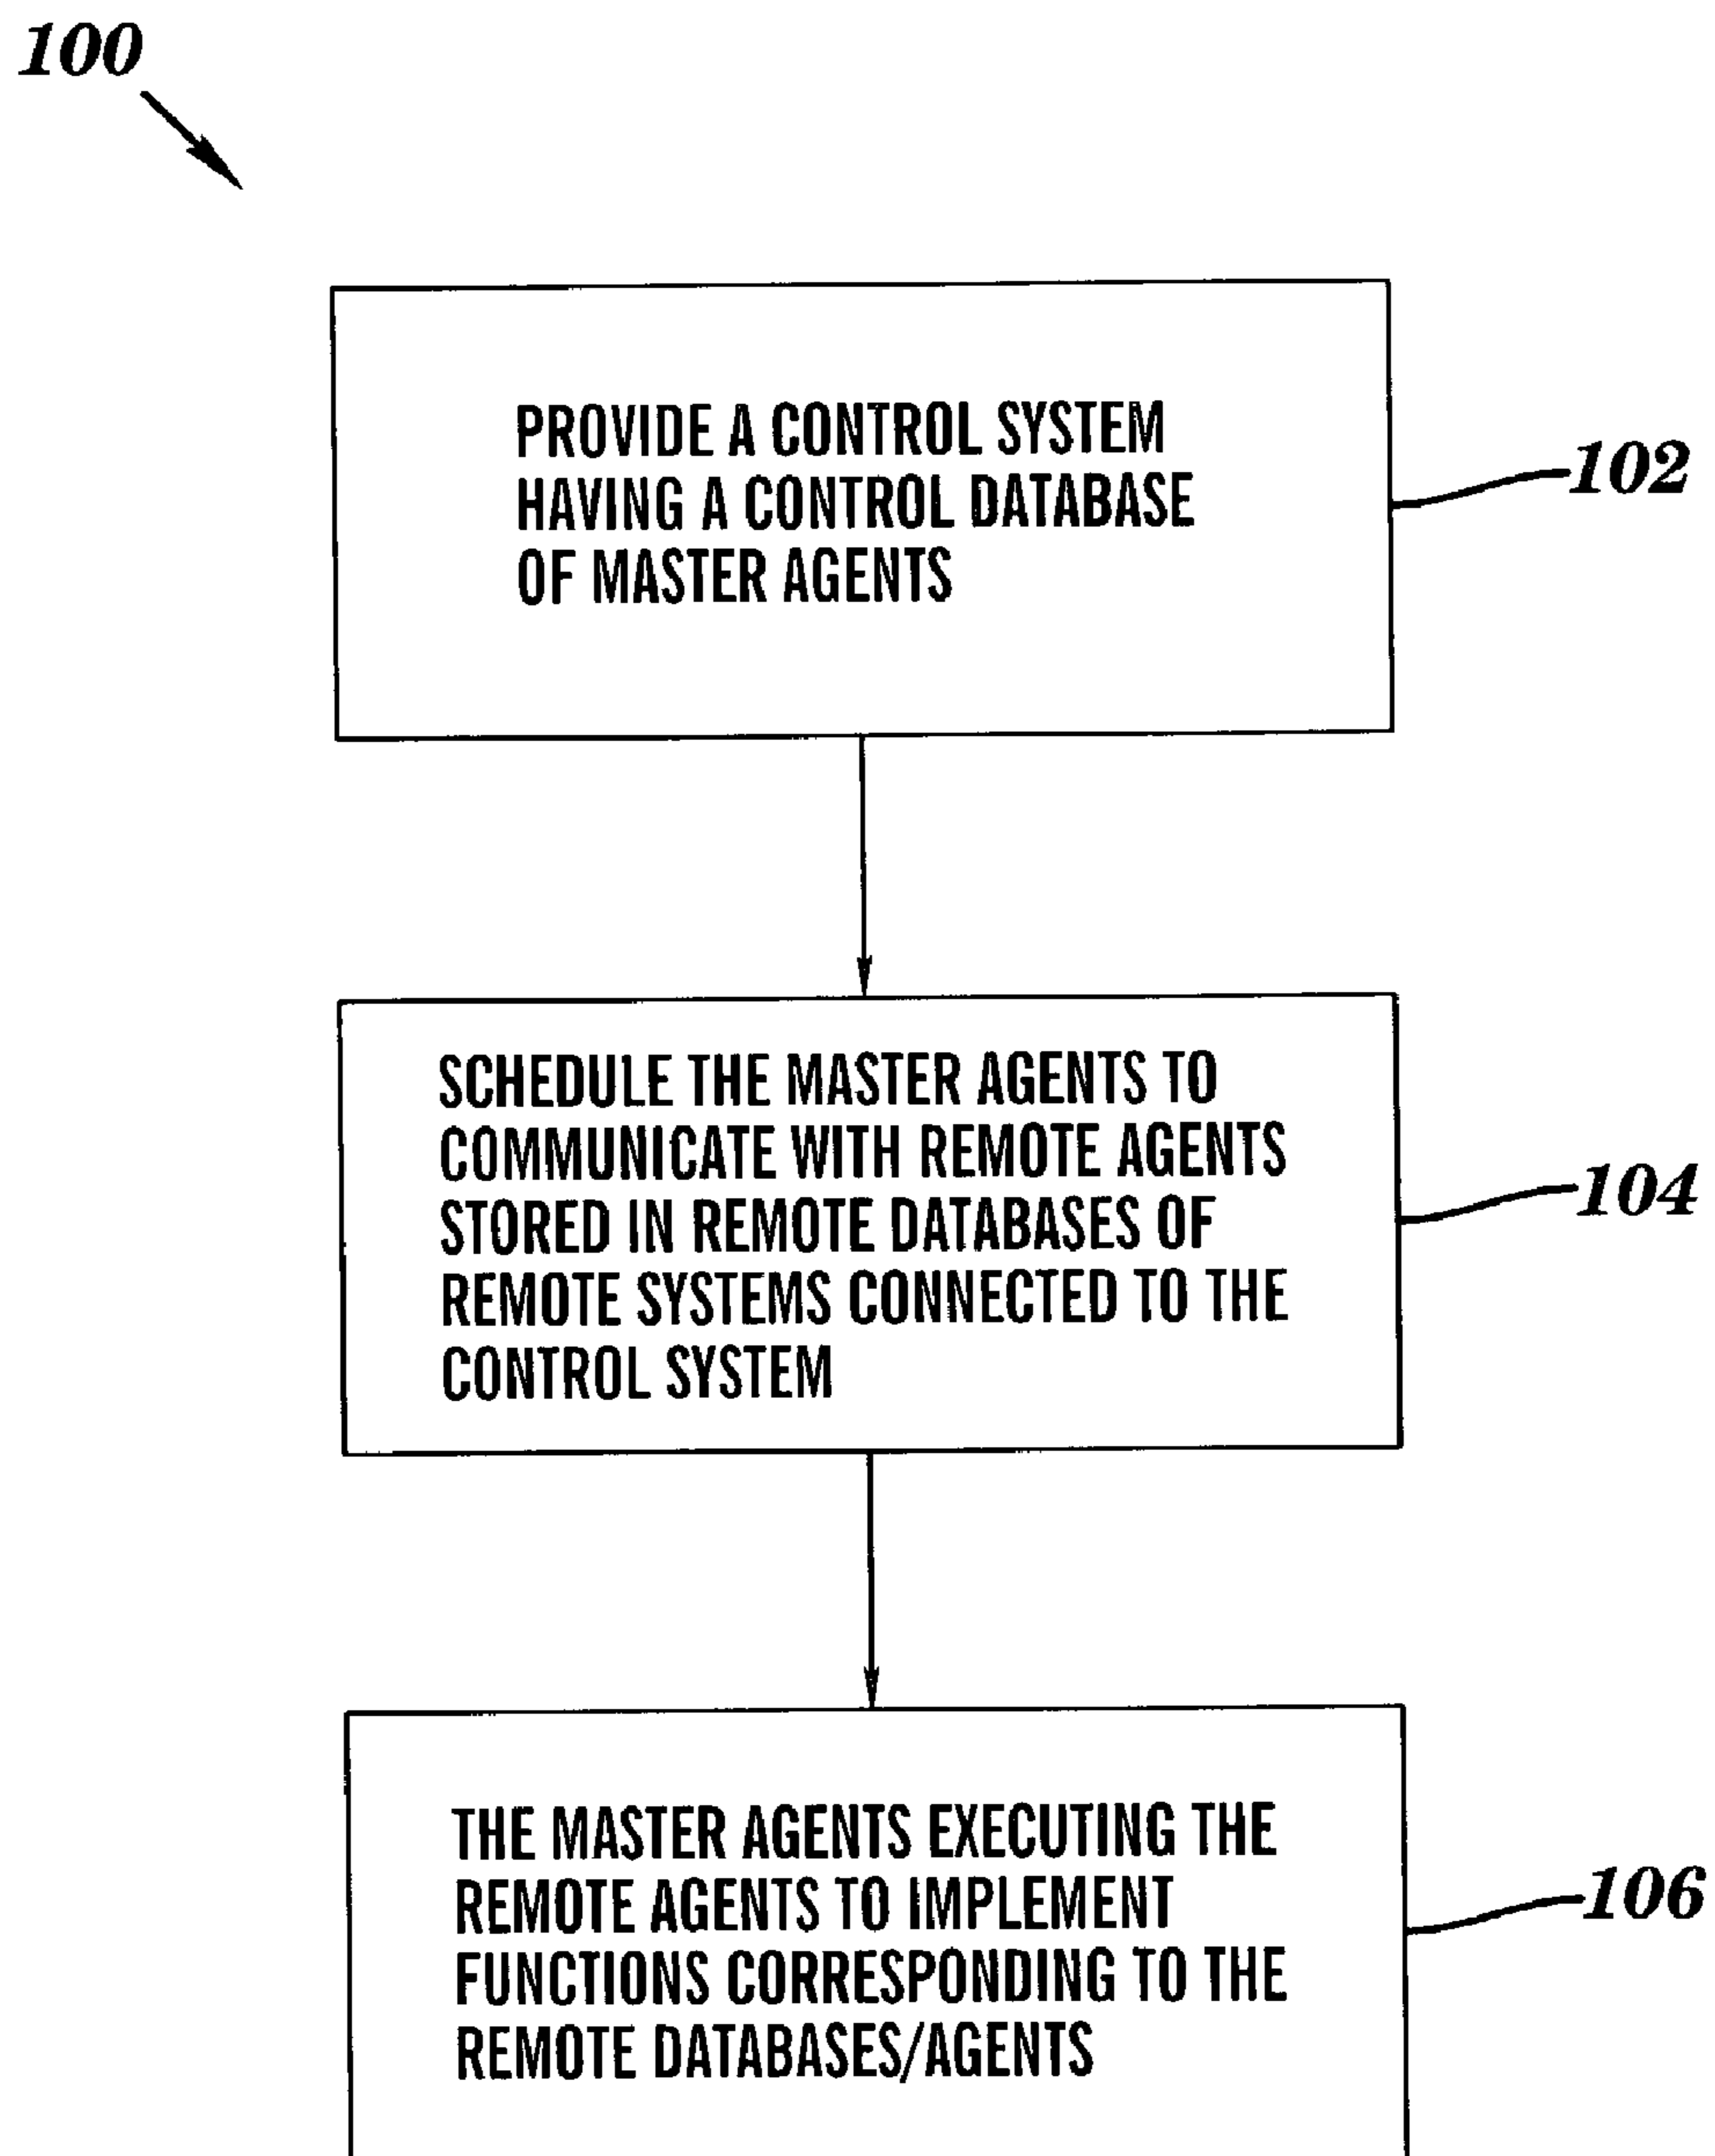 100
PROVIDE A CONTROL SYSTEM
HAVING A CONTROL DATABASE
OF MASTER AGENTS
102
SCHEDULE THE MASTER AGENTS TO
COMMUNICATE WITH REMOTE AGENTS
STORED IN REMOTE DATABASES OF
REMOTE SYSTEMS CONNECTED TO THE
CONTROL SYSTEM
104
THE MASTER AGENTS EXECUTING THE
REMOTE AGENTS TO IMPLEMENT
FUNCTIONS CORRESPONDING TO THE
REMOTE DATABASES/AGENTS
106